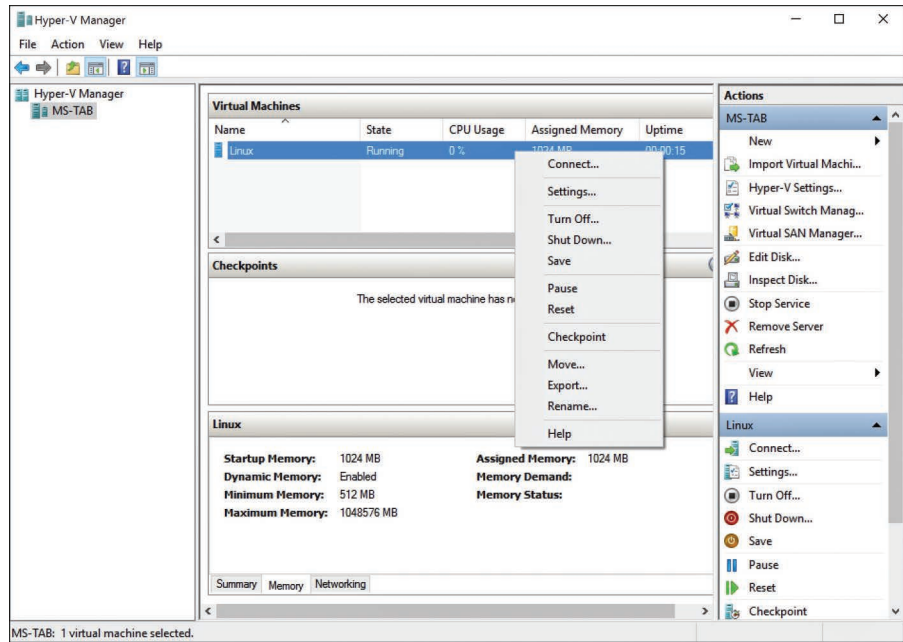 Hyper-V Manager
File Action View Help
Hyper-V Manager
MS-TAB
Virtual Machines
Name State CPU Usage Assigned Memory Uptime
Linux Running 0 % 1024 MB 00:00:15
Connect...
Settings...
Turn Off...
Shut Down...
Save
Pause
Reset
Checkpoint
Move...
Export...
Rename...
Help
Checkpoints
The selected virtual machine has n
Linux
Startup Memory: 1024 MB Assigned Memory: 1024 MB
Dynamic Memory: Enabled Memory Demand:
Minimum Memory: 512 MB Memory Status:
Maximum Memory: 1048576 MB
Summary Memory Networking
Actions
MS-TAB
New
Import Virtual Machi...
Hyper-V Settings...
Virtual Switch Manag...
Virtual SAN Manager...
Edit Disk...
Inspect Disk...
Stop Service
Remove Server
Refresh
View
Help
Linux
Connect...
Settings...
Turn Off...
Shut Down...
Save
Pause
Reset
Checkpoint
MS-TAB: 1 virtual machine selected.